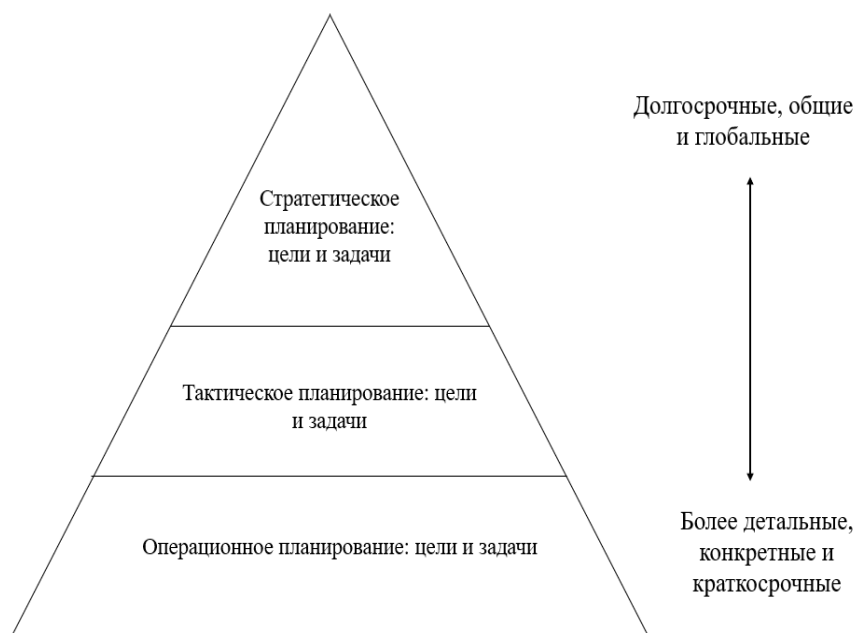 Долгосрочные, общие
и глобальные
Стратегическое
планирование:
цели и задачи
Тактическое планирование: цели
и задачи
Операционное планирование: цели и задачи
Более детальные,
конкретные и
краткосрочные